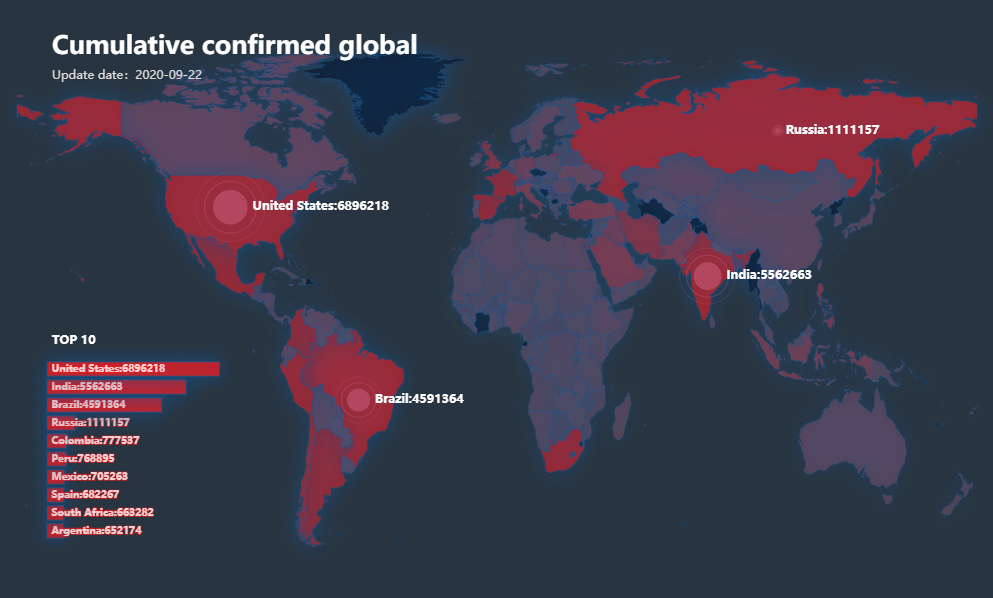 Cumulative confirmed global
Update date: 2020-09-22
Russia:1111157
United States:6896218
India:5562663
Brazil:4591364
TOP 10
United States:6896218
India:5562663
Brazil:4591364
Russia:1111157
Colombia:777537
Peru:768895
Mexico:705263
Spain:682267
South Africa:663282
Argentina:652174